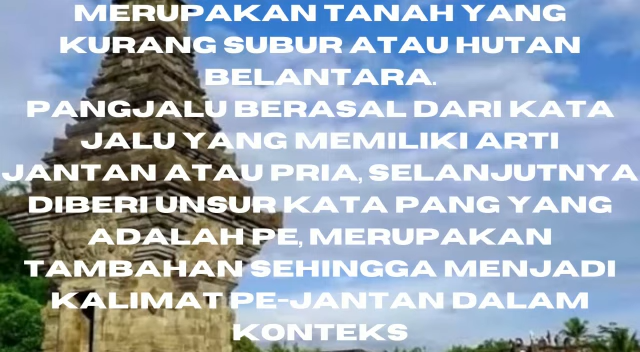 MERUPAKAN TANAH YANG
KURANG SUBUR ATAU HUTAN
BELANTARA.
PANGJALU BERASAL DARI KATA
JALU YANG MEMILIKI ARTI
JANTAN ATAU PRIA, SELANJUTNYA
DIBERI UNSUR KATA PANG YANG
ADALAH PE, MERUPAKAN
TAMBAHAN SEHINGGA MENJADI
KALIMAT PE-JANTAN DALAM
KONTEKS